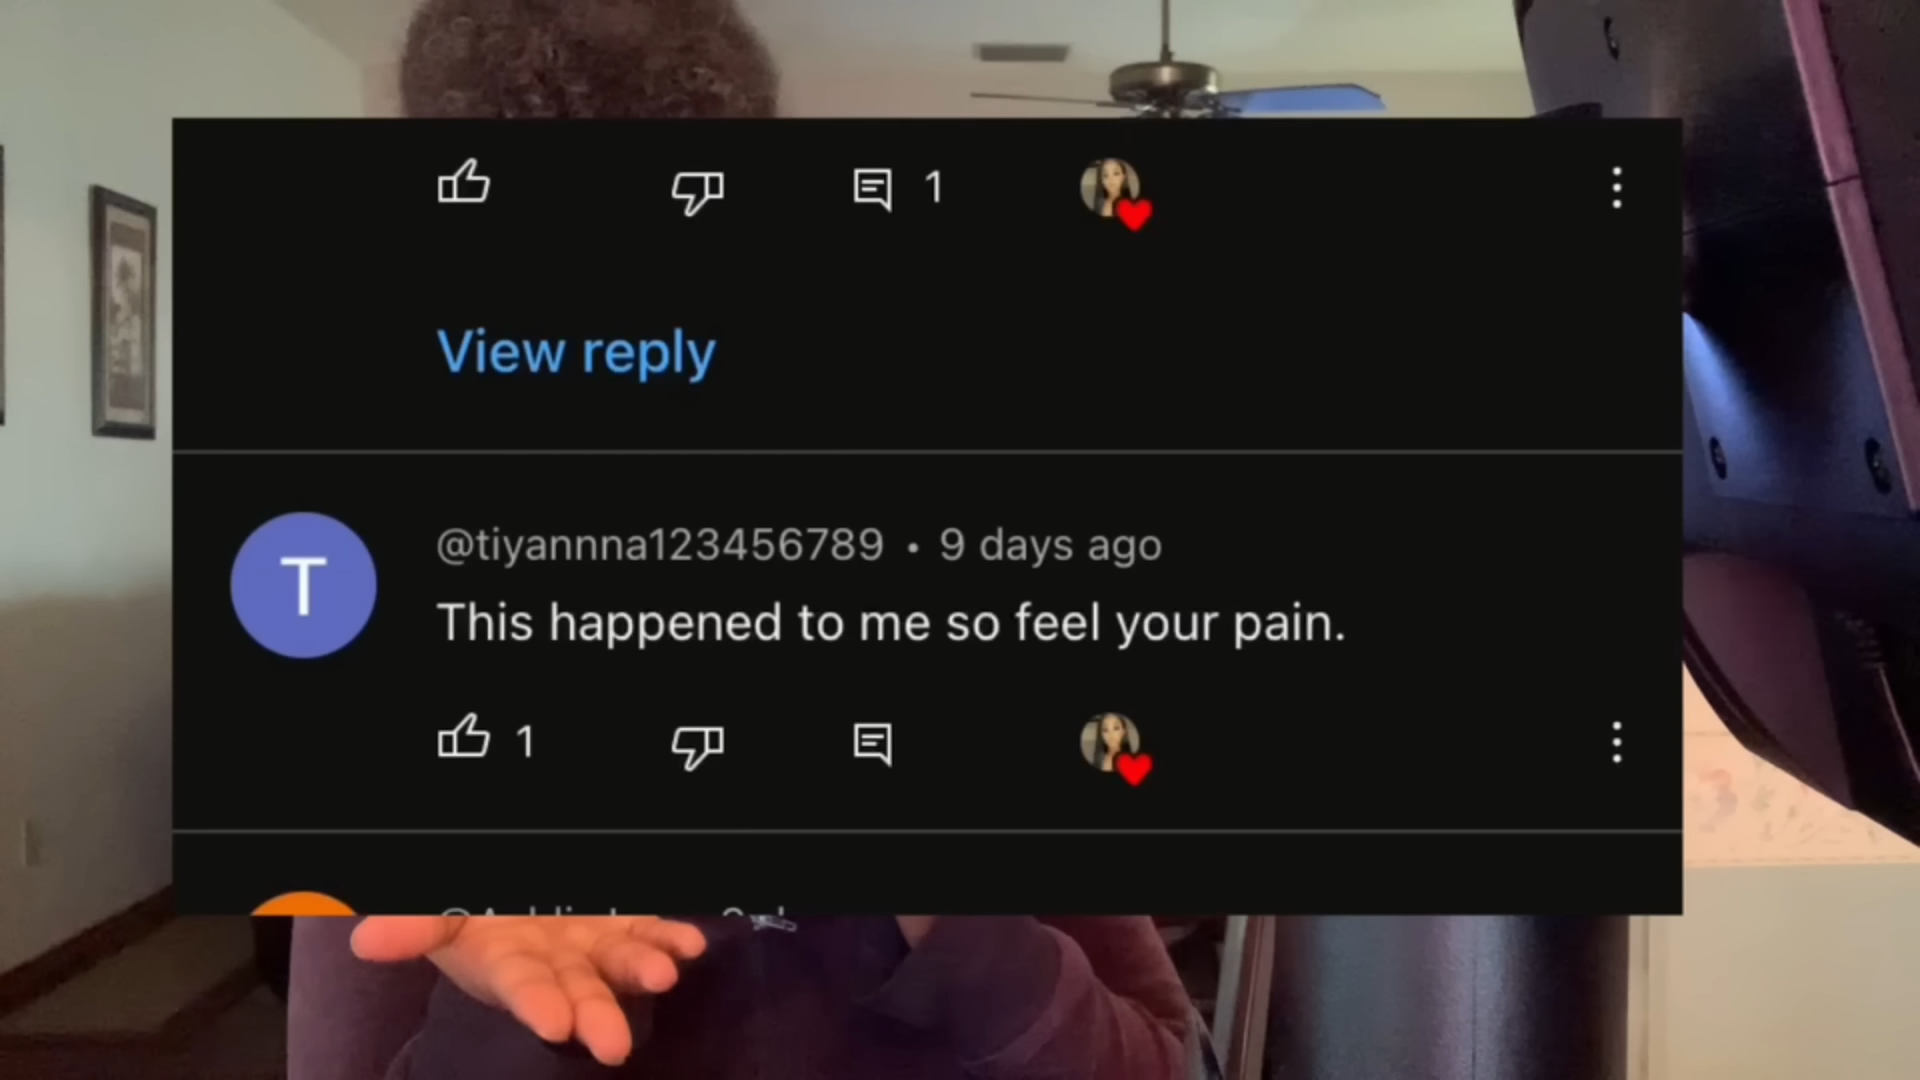 1
View reply
T
@tiyannna123456789 • 9 days ago
This happened to me so feel your pain.
1